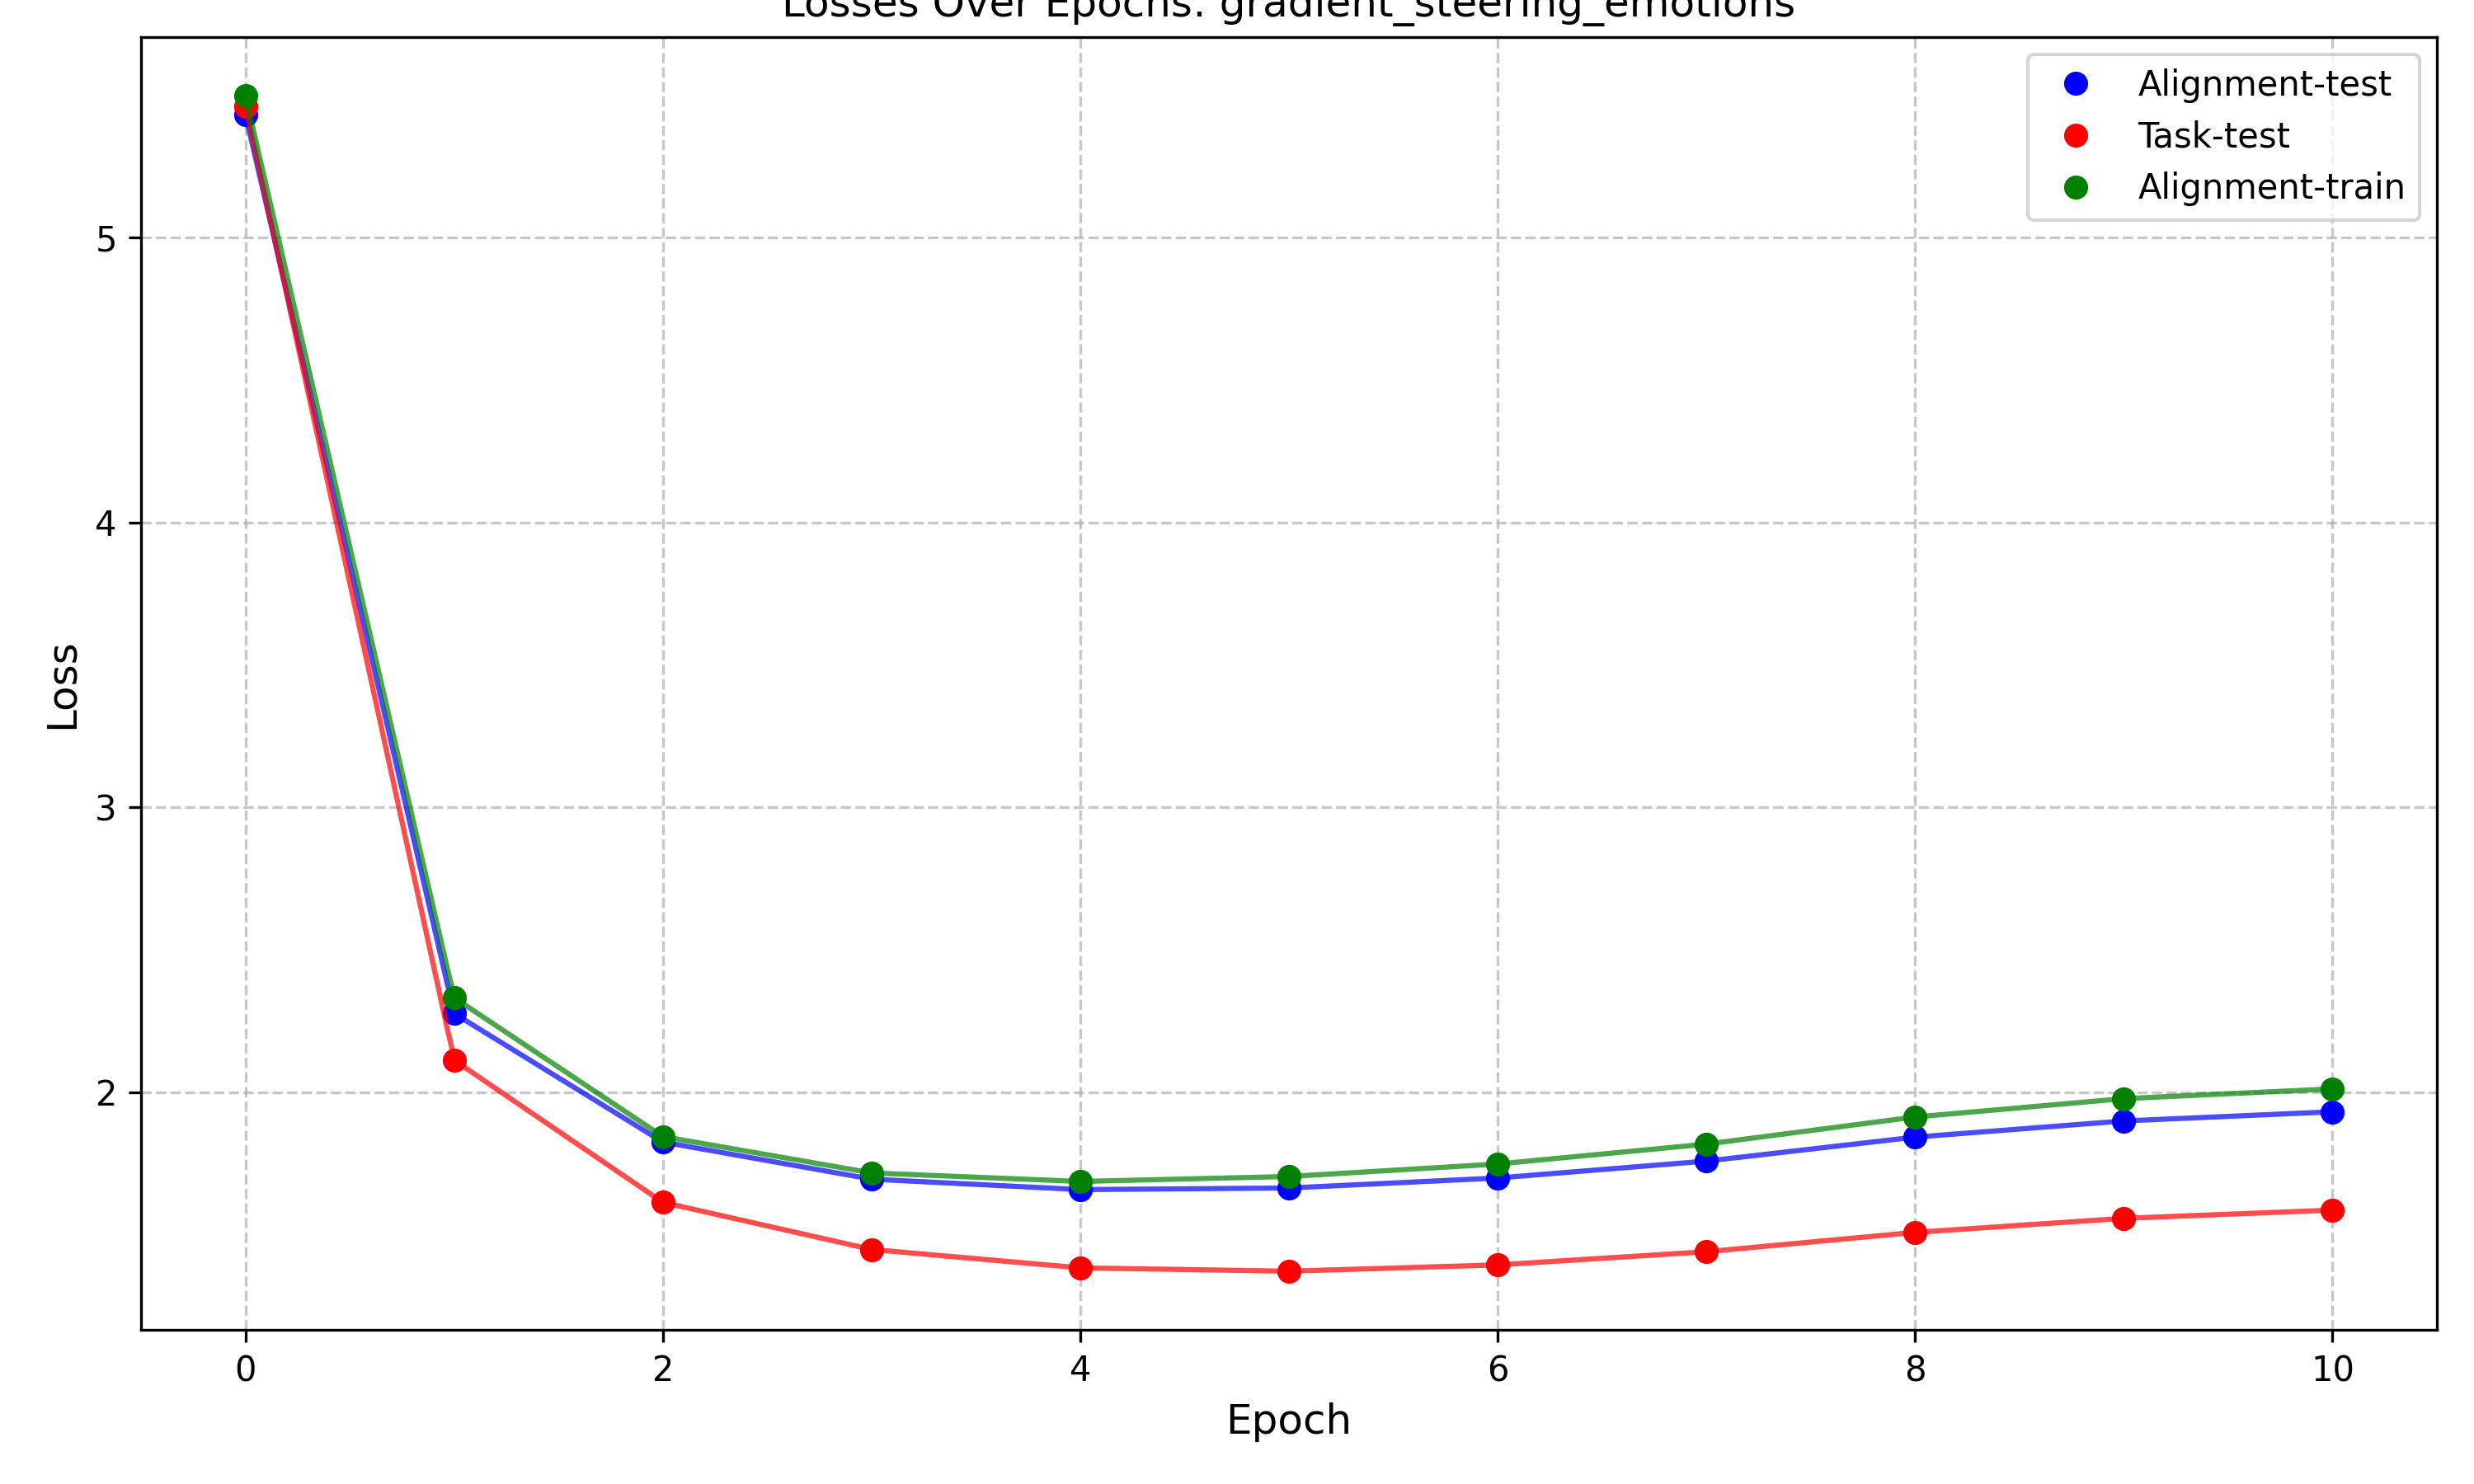 Losses Over Epochs: gradient_steering_emotions
Alignment-test
Task-test
Alignment-train
5
4
3
2
Loss
0 2 4 6 8 10
Epoch